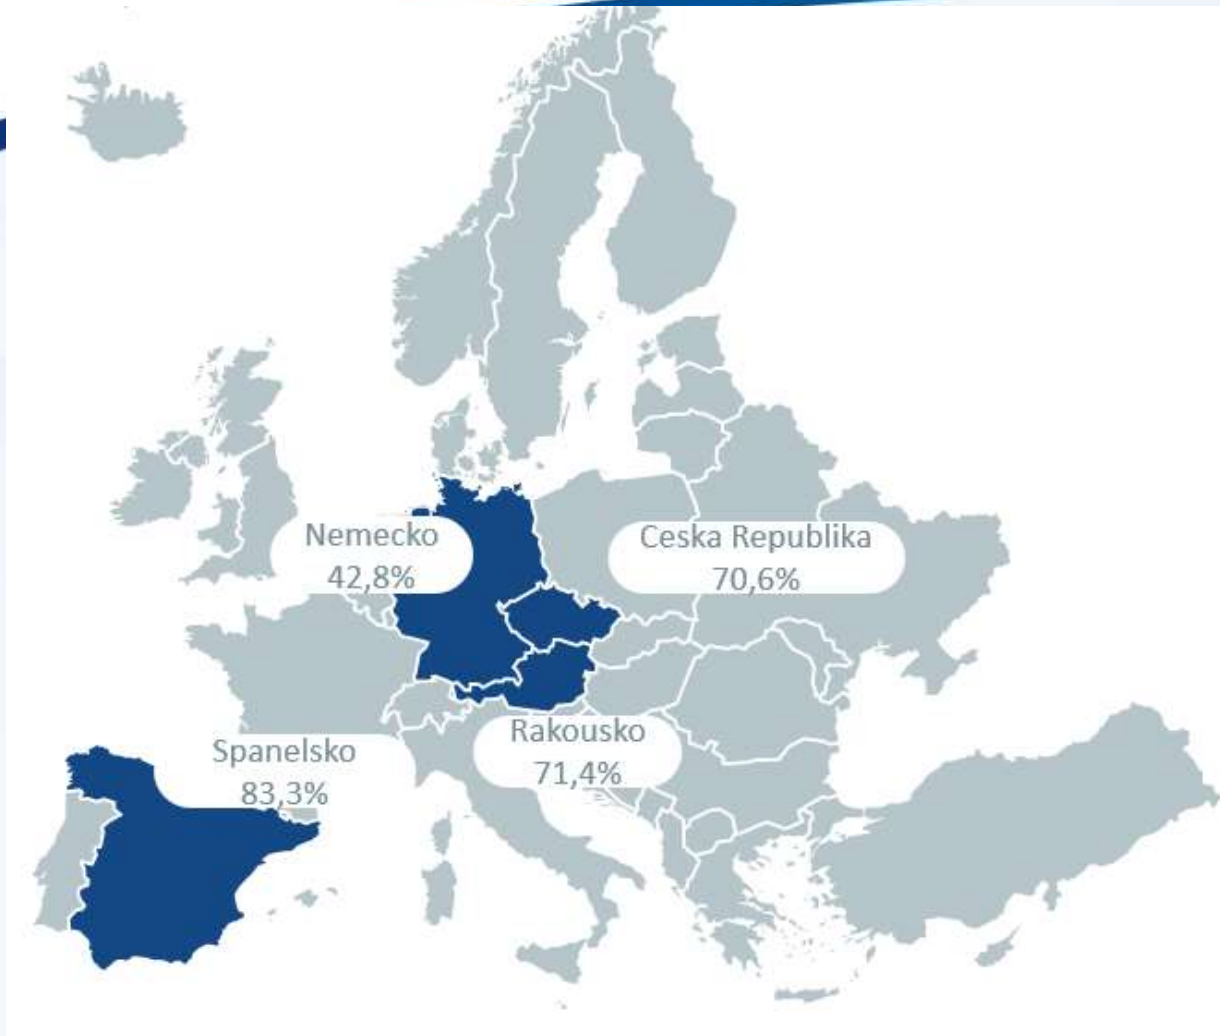 Nemecko
42,8%
Ceska Republika
70,6%
Rakousko
71,4%
Spanelsko
83,3%